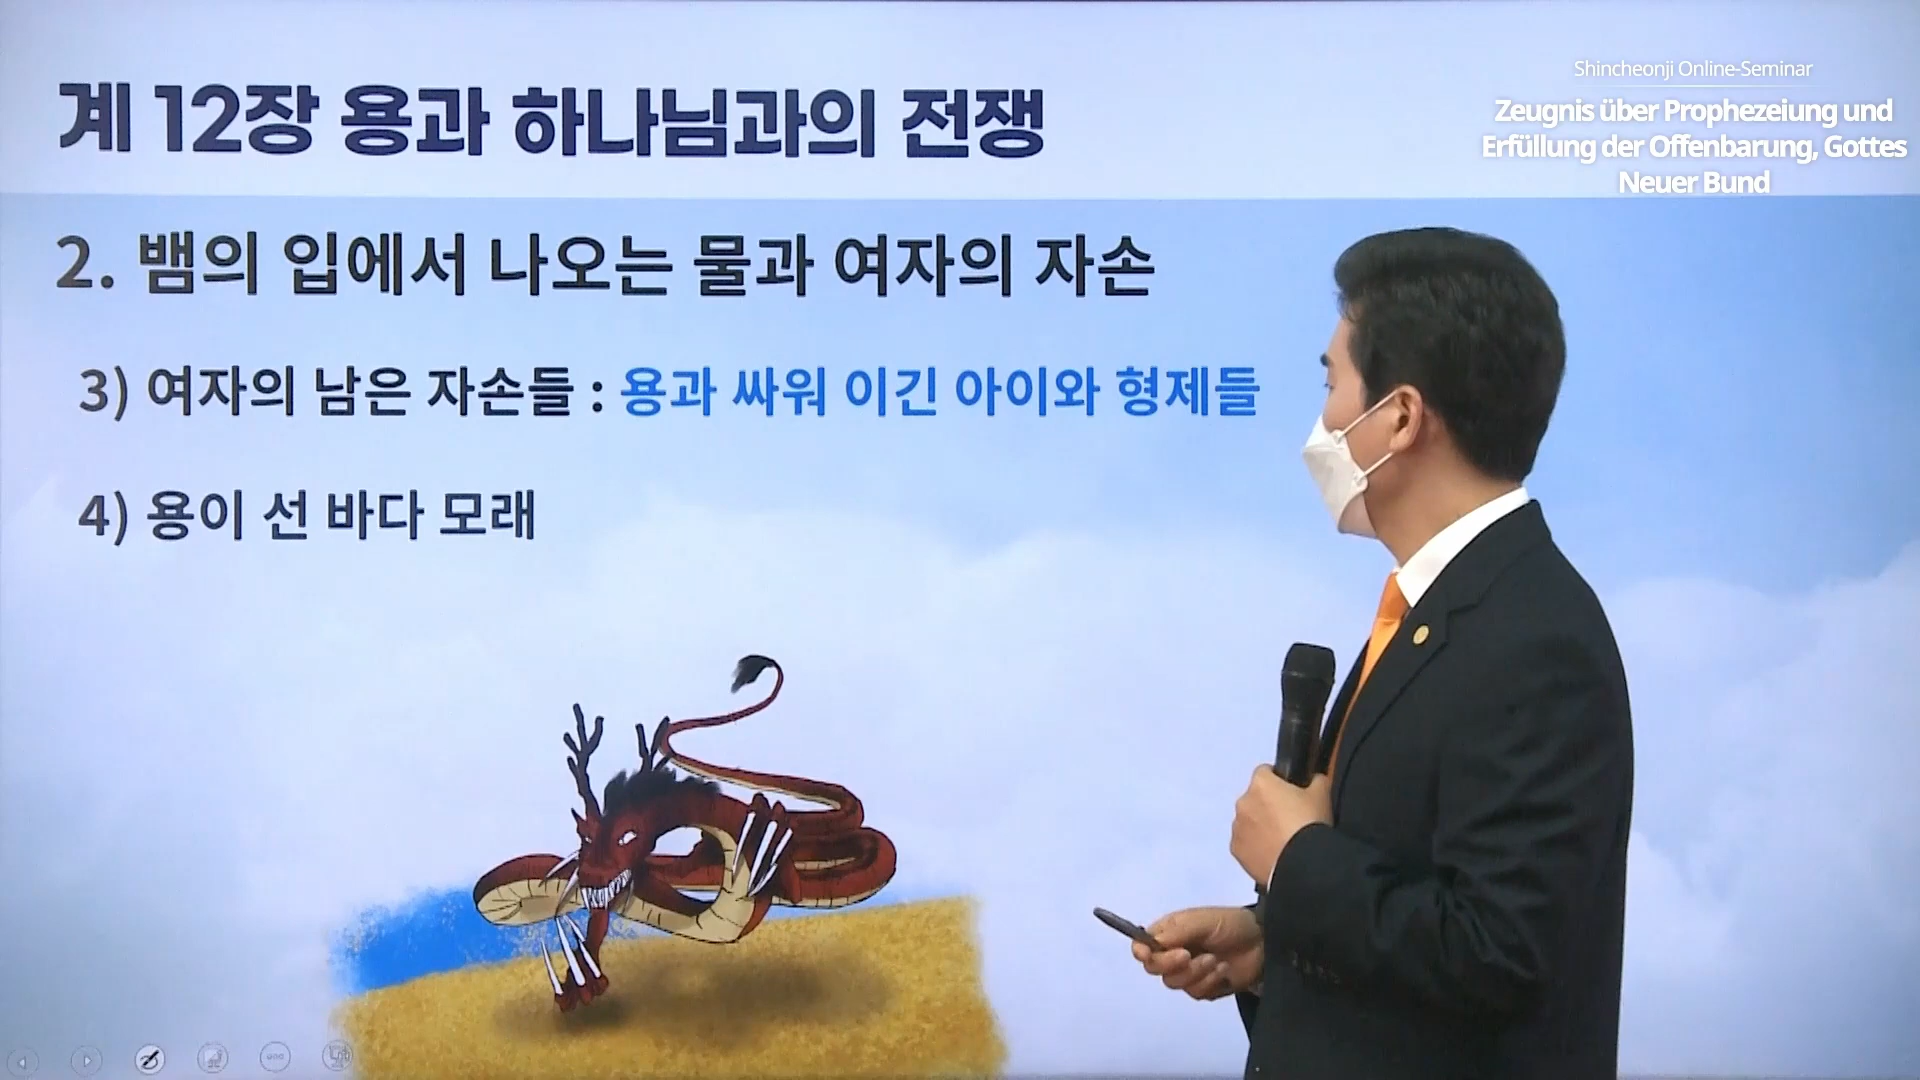 계 12장 용과 하나님과의 전쟁
Shincheonji Online-Seminar
Zeugnis über Prophezeiung und
Erfüllung der Offenbarung, Gottes
Neuer Bund
2. 뱀의 입에서 나오는 물과 여자의 자손
3) 여자의 남은 자손들 : 용과 싸워 이긴 아이와 형제들
4) 용이 선 바다 모래